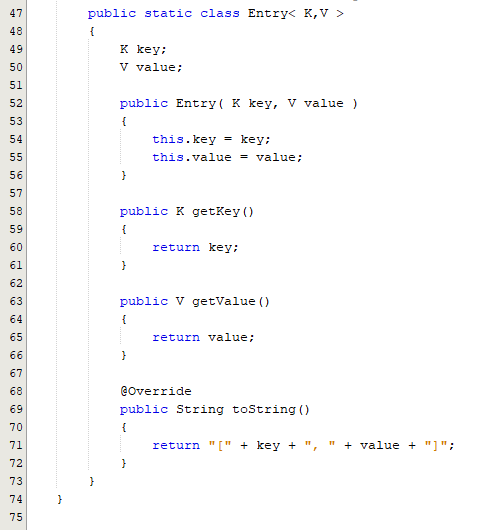 47 public static class Entry< K,V >
48 {
49 K key;
50 V value;
51
52 public Entry( K key, V value )
53 {
54 this.key = key;
55 this.value = value;
56 }
57
58 public K getKey()
59 {
60 return key;
61 }
62
63 public V getValue()
64 {
65 return value;
66 }
67
68 @Override
69 public String toString()
70 {
71 return "[" + key + ", " + value + "]";
72 }
73 }
74 }
75